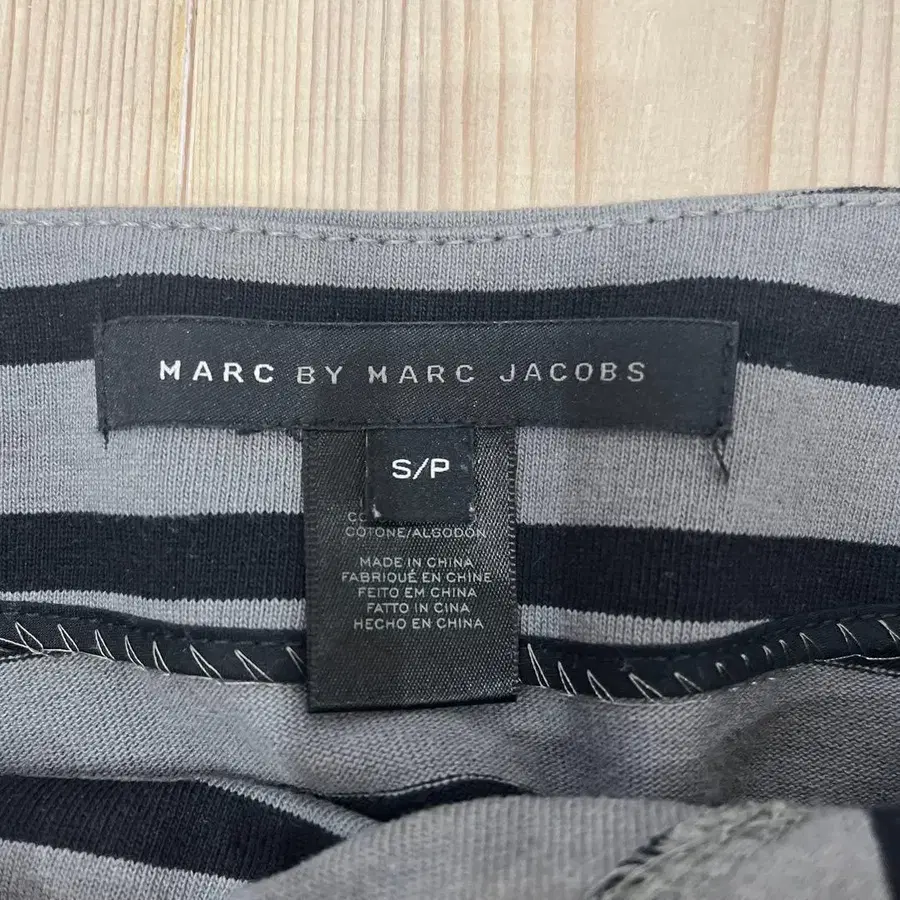 MARC BY MARC JACOBS
S/P
COTONE/ALGODON
MADE IN CHINA
FABRIQUÉ EN CHINE
FEITO EM CHINA
FATTO IN CINA
HECHO EN CHINA